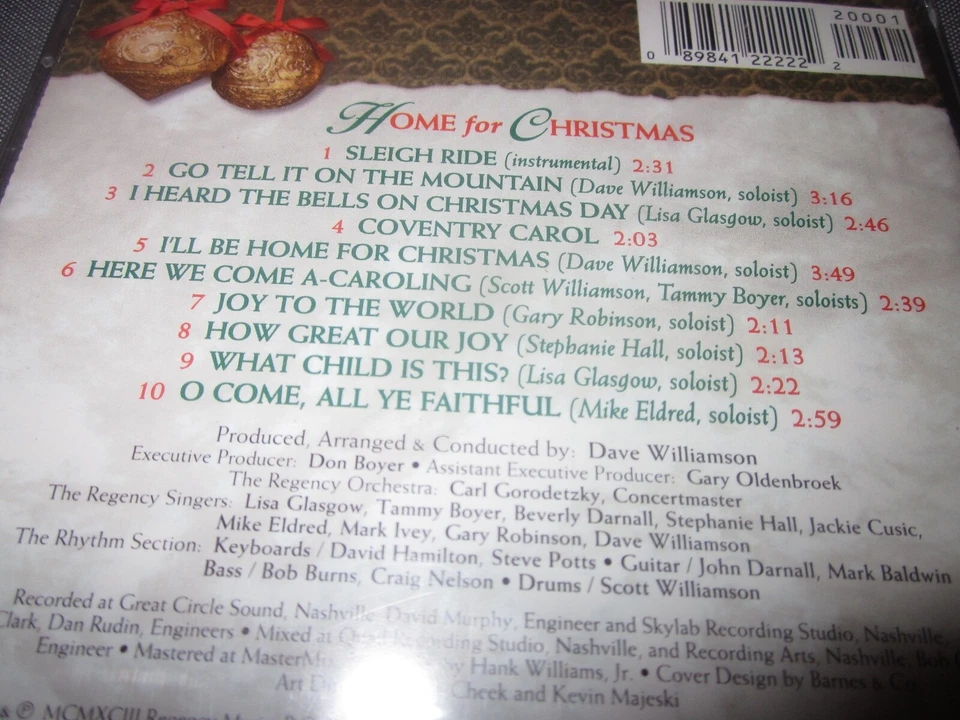 20001
0 89841 22222 2
HOME for CHRISTMAS
1 SLEIGH RIDE (instrumental) 2:31
2 GO TELL IT ON THE MOUNTAIN (Dave Williamson, soloist) 3:16
3 I HEARD THE BELLS ON CHRISTMAS DAY (Lisa Glasgow, soloist) 2:46
4 COVENTRY CAROL 2:03
5 I'LL BE HOME FOR CHRISTMAS (Dave Williamson, soloist) 3:49
6 HERE WE COME A-CAROLING (Scott Williamson, Tammy Boyer, soloists) 2:39
7 JOY TO THE WORLD (Gary Robinson, soloist) 2:11
8 HOW GREAT OUR JOY (Stephanie Hall, soloist) 2:13
9 WHAT CHILD IS THIS? (Lisa Glasgow, soloist) 2:22
10 O COME, ALL YE FAITHFUL (Mike Eldred, soloist) 2:59
Produced, Arranged & Conducted by: Dave Williamson
Executive Producer: Don Boyer • Assistant Executive Producer: Gary Oldenbroek
The Regency Orchestra: Carl Gorodetzky, Concertmaster
The Regency Singers: Lisa Glasgow, Tammy Boyer, Beverly Darnall, Stephanie Hall, Jackie Cusic,
Mike Eldred, Mark Ivey, Gary Robinson, Dave Williamson
The Rhythm Section: Keyboards / David Hamilton, Steve Potts • Guitar / John Darnall, Mark Baldwin
Bass / Bob Burns, Craig Nelson • Drums / Scott Williamson
Recorded at Great Circle Sound, Nashville, David Murphy, Engineer and Skylab Recording Studio, Nashville,
Clark, Dan Rudin, Engineers • Mixed at Quad Recording Studio, Nashville, and Recording Arts, Nashville, Bob
Engineer • Mastered at by Hank Williams, Jr. • Cover Design by Barnes &
Art Cheek and Kevin Majeski
& ℗ MCMXCIII